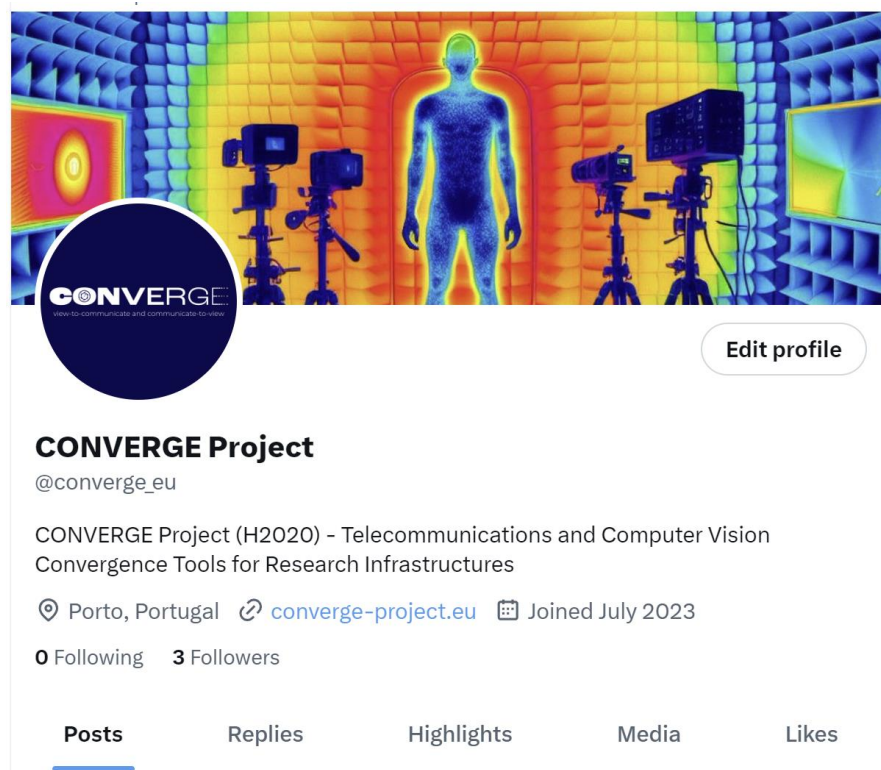 CONVERGE
view-to-communicate and communicate-to-view
Edit profile
CONVERGE Project
@converge_eu
CONVERGE Project (H2020) - Telecommunications and Computer Vision
Convergence Tools for Research Infrastructures
Porto, Portugal converge-project.eu Joined July 2023
0 Following 3 Followers
Posts Replies Highlights Media Likes